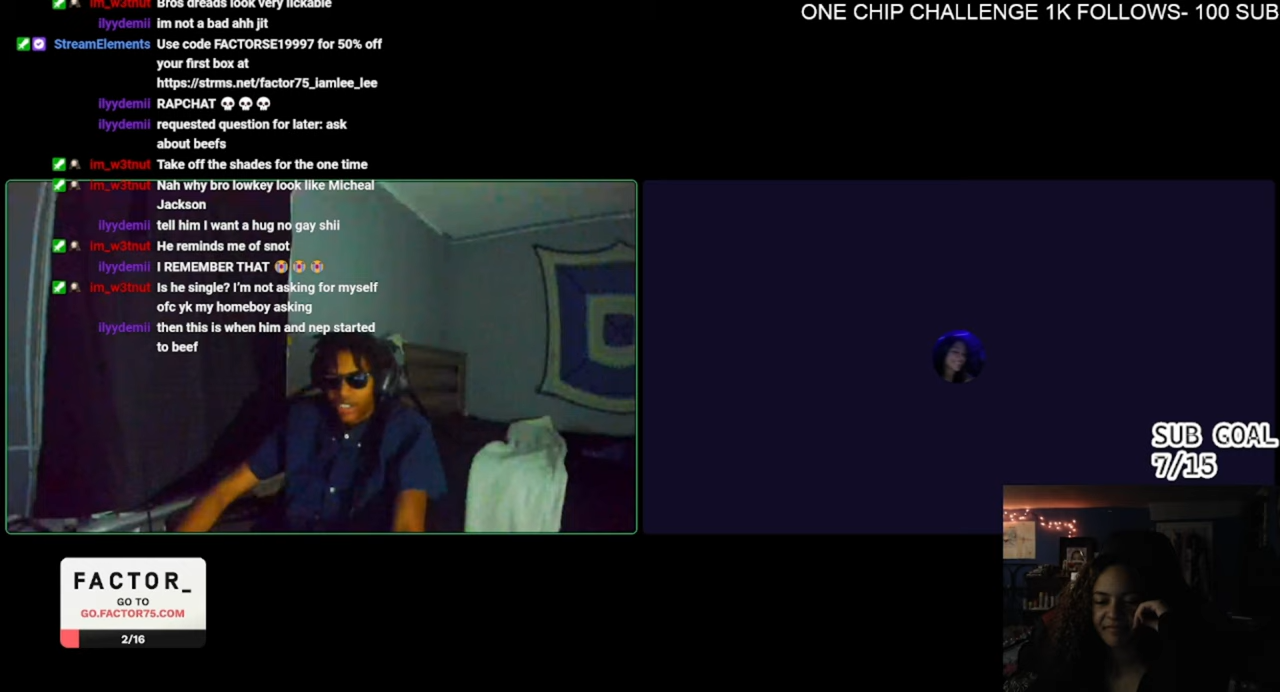 ONE CHIP CHALLENGE 1K FOLLOWS- 100 SUB
im_w3tnut Bros dreads look very lickable
ilyydemii im not a bad ahh jit
StreamElements Use code FACTORSE19997 for 50% off
your first box at
https://strms.net/factor75_iamlee_lee
ilyydemii RAPCHAT 💀 💀 💀
ilyydemii requested question for later: ask
about beefs
im_w3tnut Take off the shades for the one time
im_w3tnut Nah why bro lowkey look like Micheal
Jackson
ilyydemii tell him I want a hug no gay shii
im_w3tnut He reminds me of snot
ilyydemii I REMEMBER THAT 😭 😭 😭
im_w3tnut Is he single? I'm not asking for myself
ofc yk my homeboy asking
ilyydemii then this is when him and nep started
to beef
SUB GOAL
7/15
FACTOR_
GO TO
GO.FACTOR75.COM
2/16